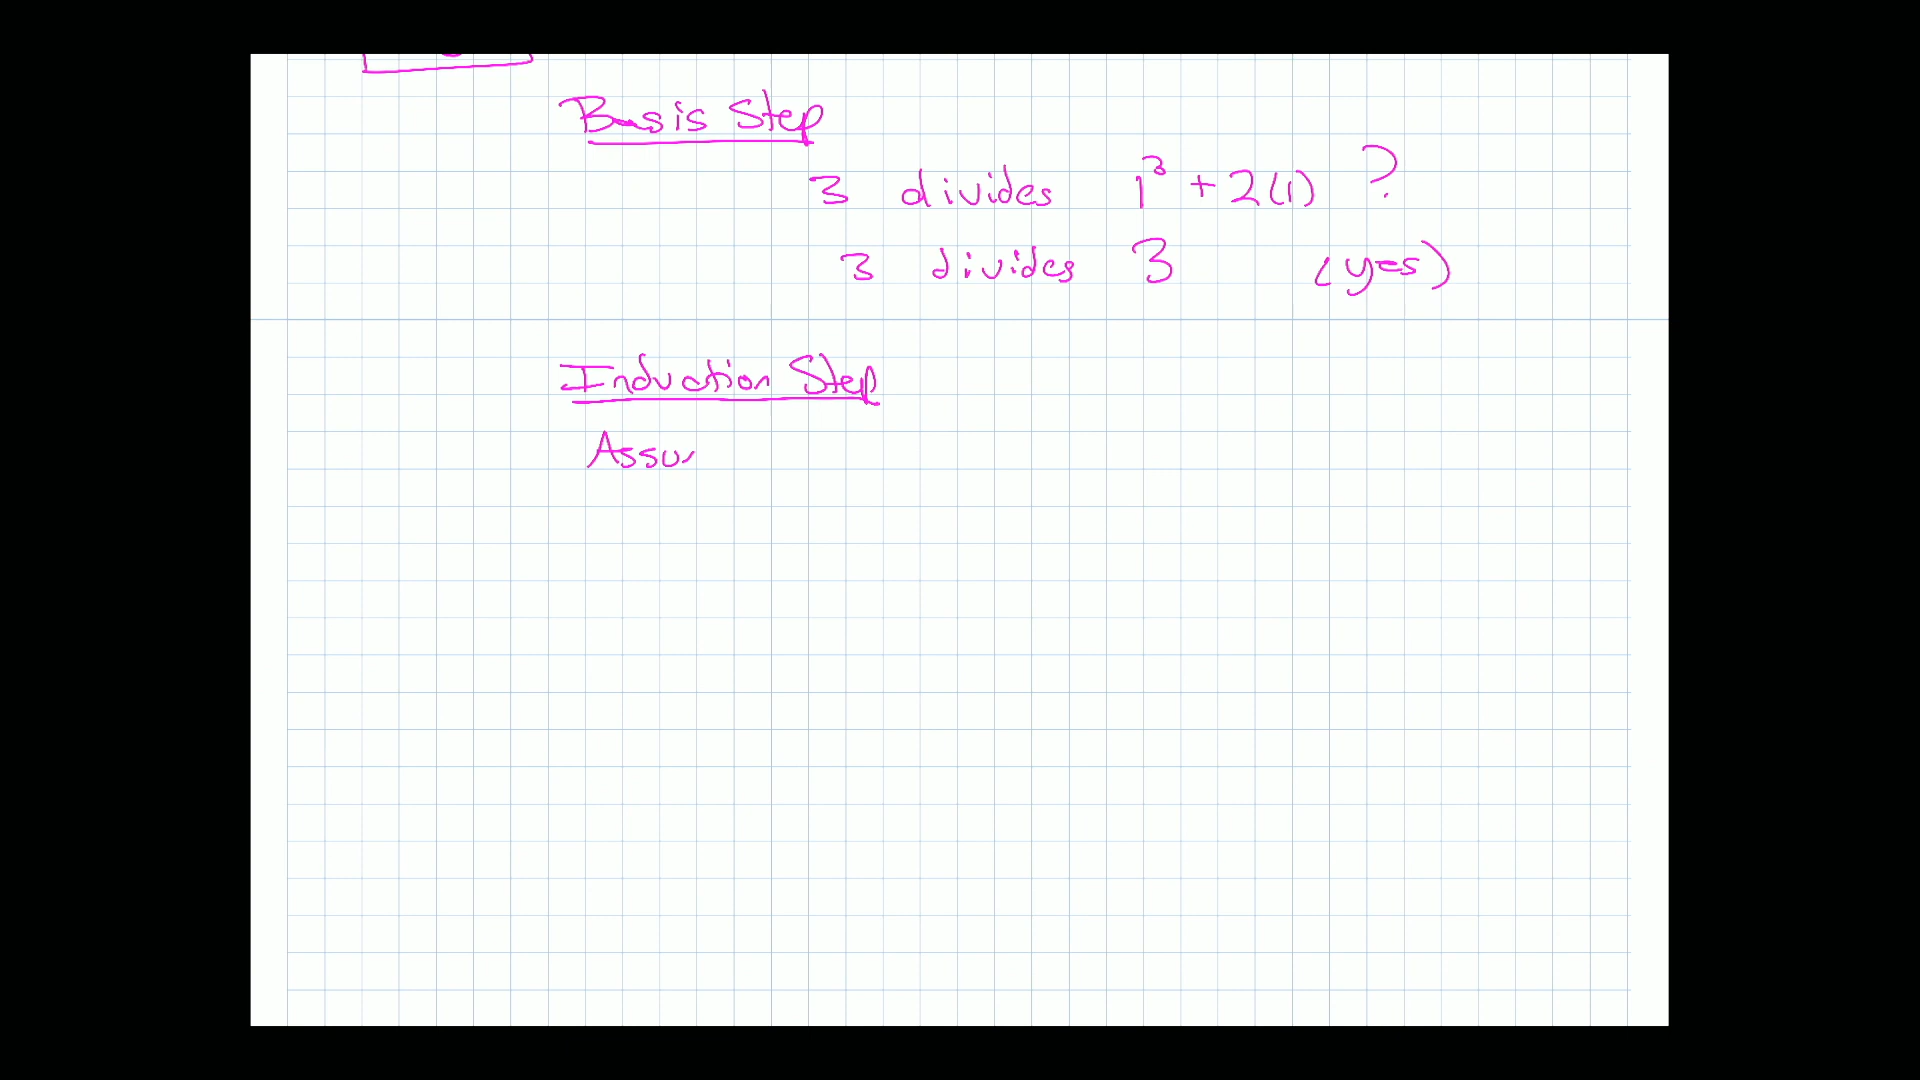 Basis Step
3 divides 1³ + 2(1) ?
3 divides 3 (yes)
Induction Step
Assu